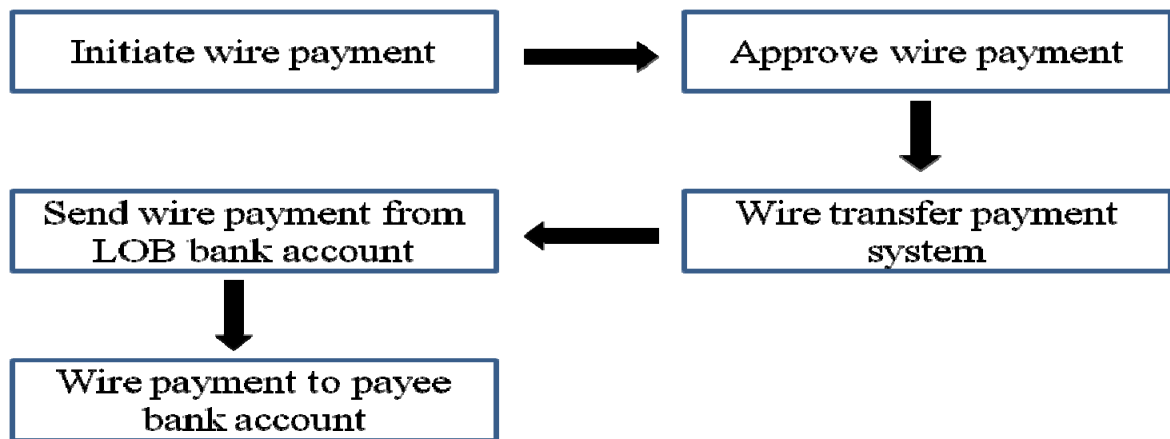 Initiate wire payment
Approve wire payment
Wire transfer payment
system
Send wire payment from
LOB bank account
Wire payment to payee
bank account